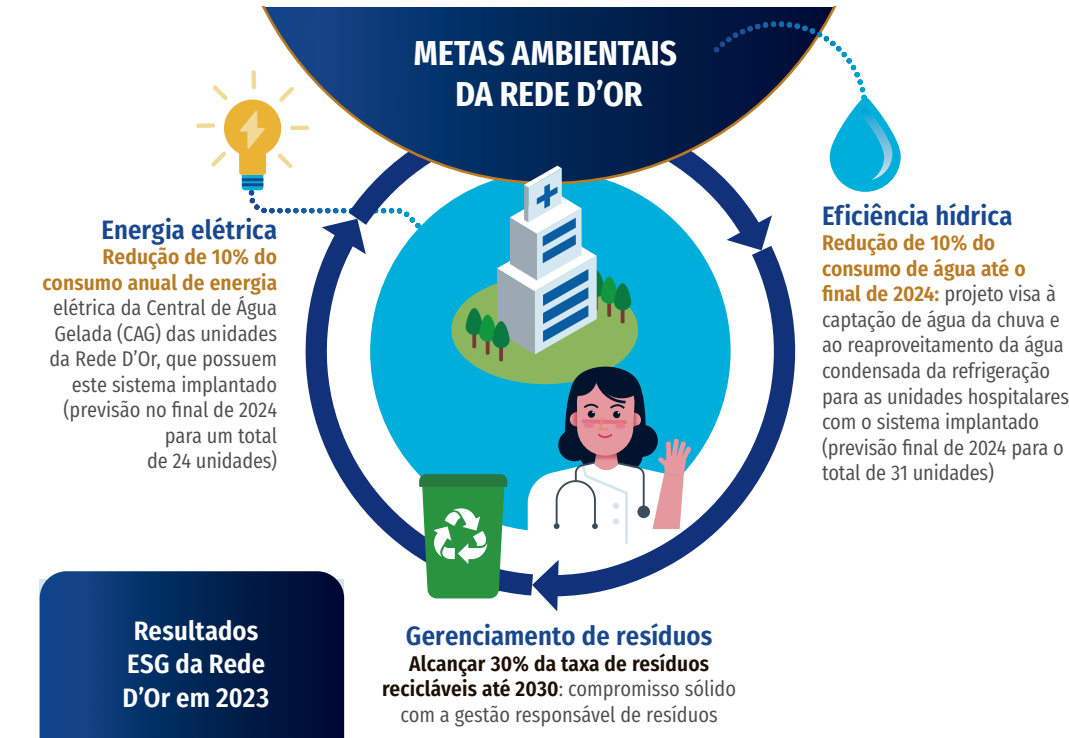 METAS AMBIENTAIS
DA REDE D’OR
Energia elétrica
Redução de 10% do
consumo anual de energia
elétrica da Central de Água
Gelada (CAG) das unidades
da Rede D’Or, que possuem
este sistema implantado
(previsão no final de 2024
para um total
de 24 unidades)
Eficiência hídrica
Redução de 10% do
consumo de água até o
final de 2024: projeto visa à
captação de água da chuva e
ao reaproveitamento da água
condensada da refrigeração
para as unidades hospitalares
com o sistema implantado
(previsão final de 2024 para o
total de 31 unidades)
Gerenciamento de resíduos
Alcançar 30% da taxa de resíduos
recicláveis até 2030: compromisso sólido
com a gestão responsável de resíduos
Resultados
ESG da Rede
D’Or em 2023